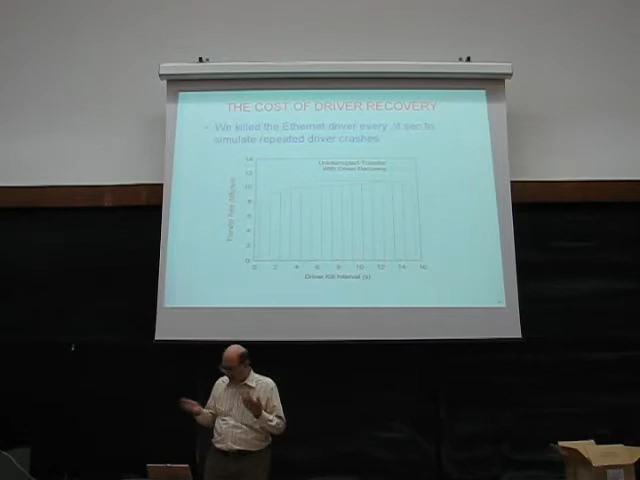 THE COST OF DRIVER RECOVERY
• We killed the Ethernet driver every Δt sec to
simulate repeated driver crashes
Uninterrupted Transfer
With Driver Recovery
14
12
10
8
6
4
2
0
0 2 4 6 8 10 12 14 16
Driver Kill Interval (s)